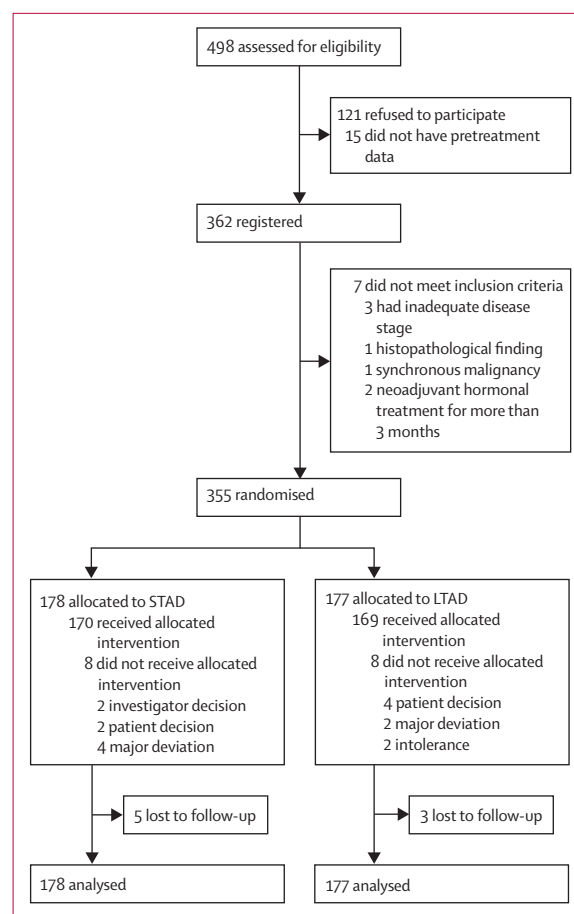 498 assessed for eligibility
121 refused to participate
15 did not have pretreatment
data
362 registered
7 did not meet inclusion criteria
3 had inadequate disease
stage
1 histopathological finding
1 synchronous malignancy
2 neoadjuvant hormonal
treatment for more than
3 months
355 randomised
178 allocated to STAD
170 received allocated
intervention
8 did not receive allocated
intervention
2 investigator decision
2 patient decision
4 major deviation
177 allocated to LTAD
169 received allocated
intervention
8 did not receive allocated
intervention
4 patient decision
2 major deviation
2 intolerance
5 lost to follow-up
3 lost to follow-up
178 analysed
177 analysed